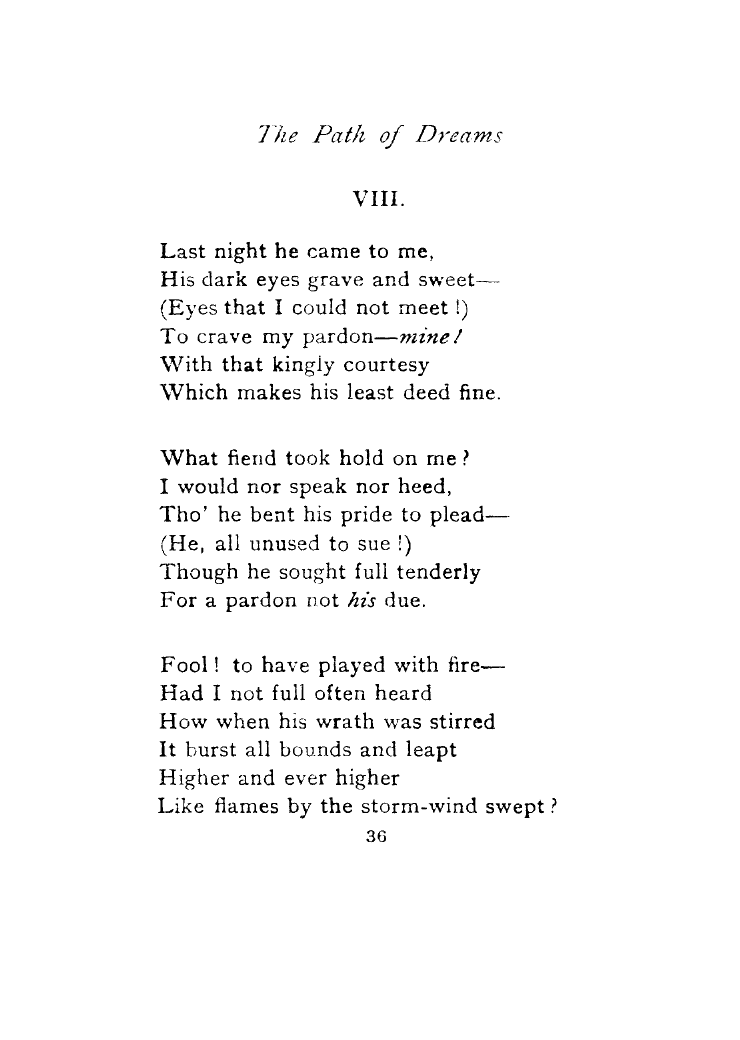 The Path of Dreams
VIII.
Last night he came to me,
His dark eyes grave and sweet—
(Eyes that I could not meet !)
To crave my pardon—mine!
With that kingly courtesy
Which makes his least deed fine.
What fiend took hold on me ?
I would nor speak nor heed,
Tho' he bent his pride to plead—
(He, all unused to sue !)
Though he sought full tenderly
For a pardon not his due.
Fool ! to have played with fire—
Had I not full often heard
How when his wrath was stirred
It burst all bounds and leapt
Higher and ever higher
Like flames by the storm-wind swept ?
36